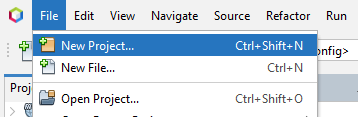 File Edit View Navigate Source Refactor Run
New Project... Ctrl+Shift+N
onfig>
New File... Ctrl+N
Proj
Open Project... Ctrl+Shift+O